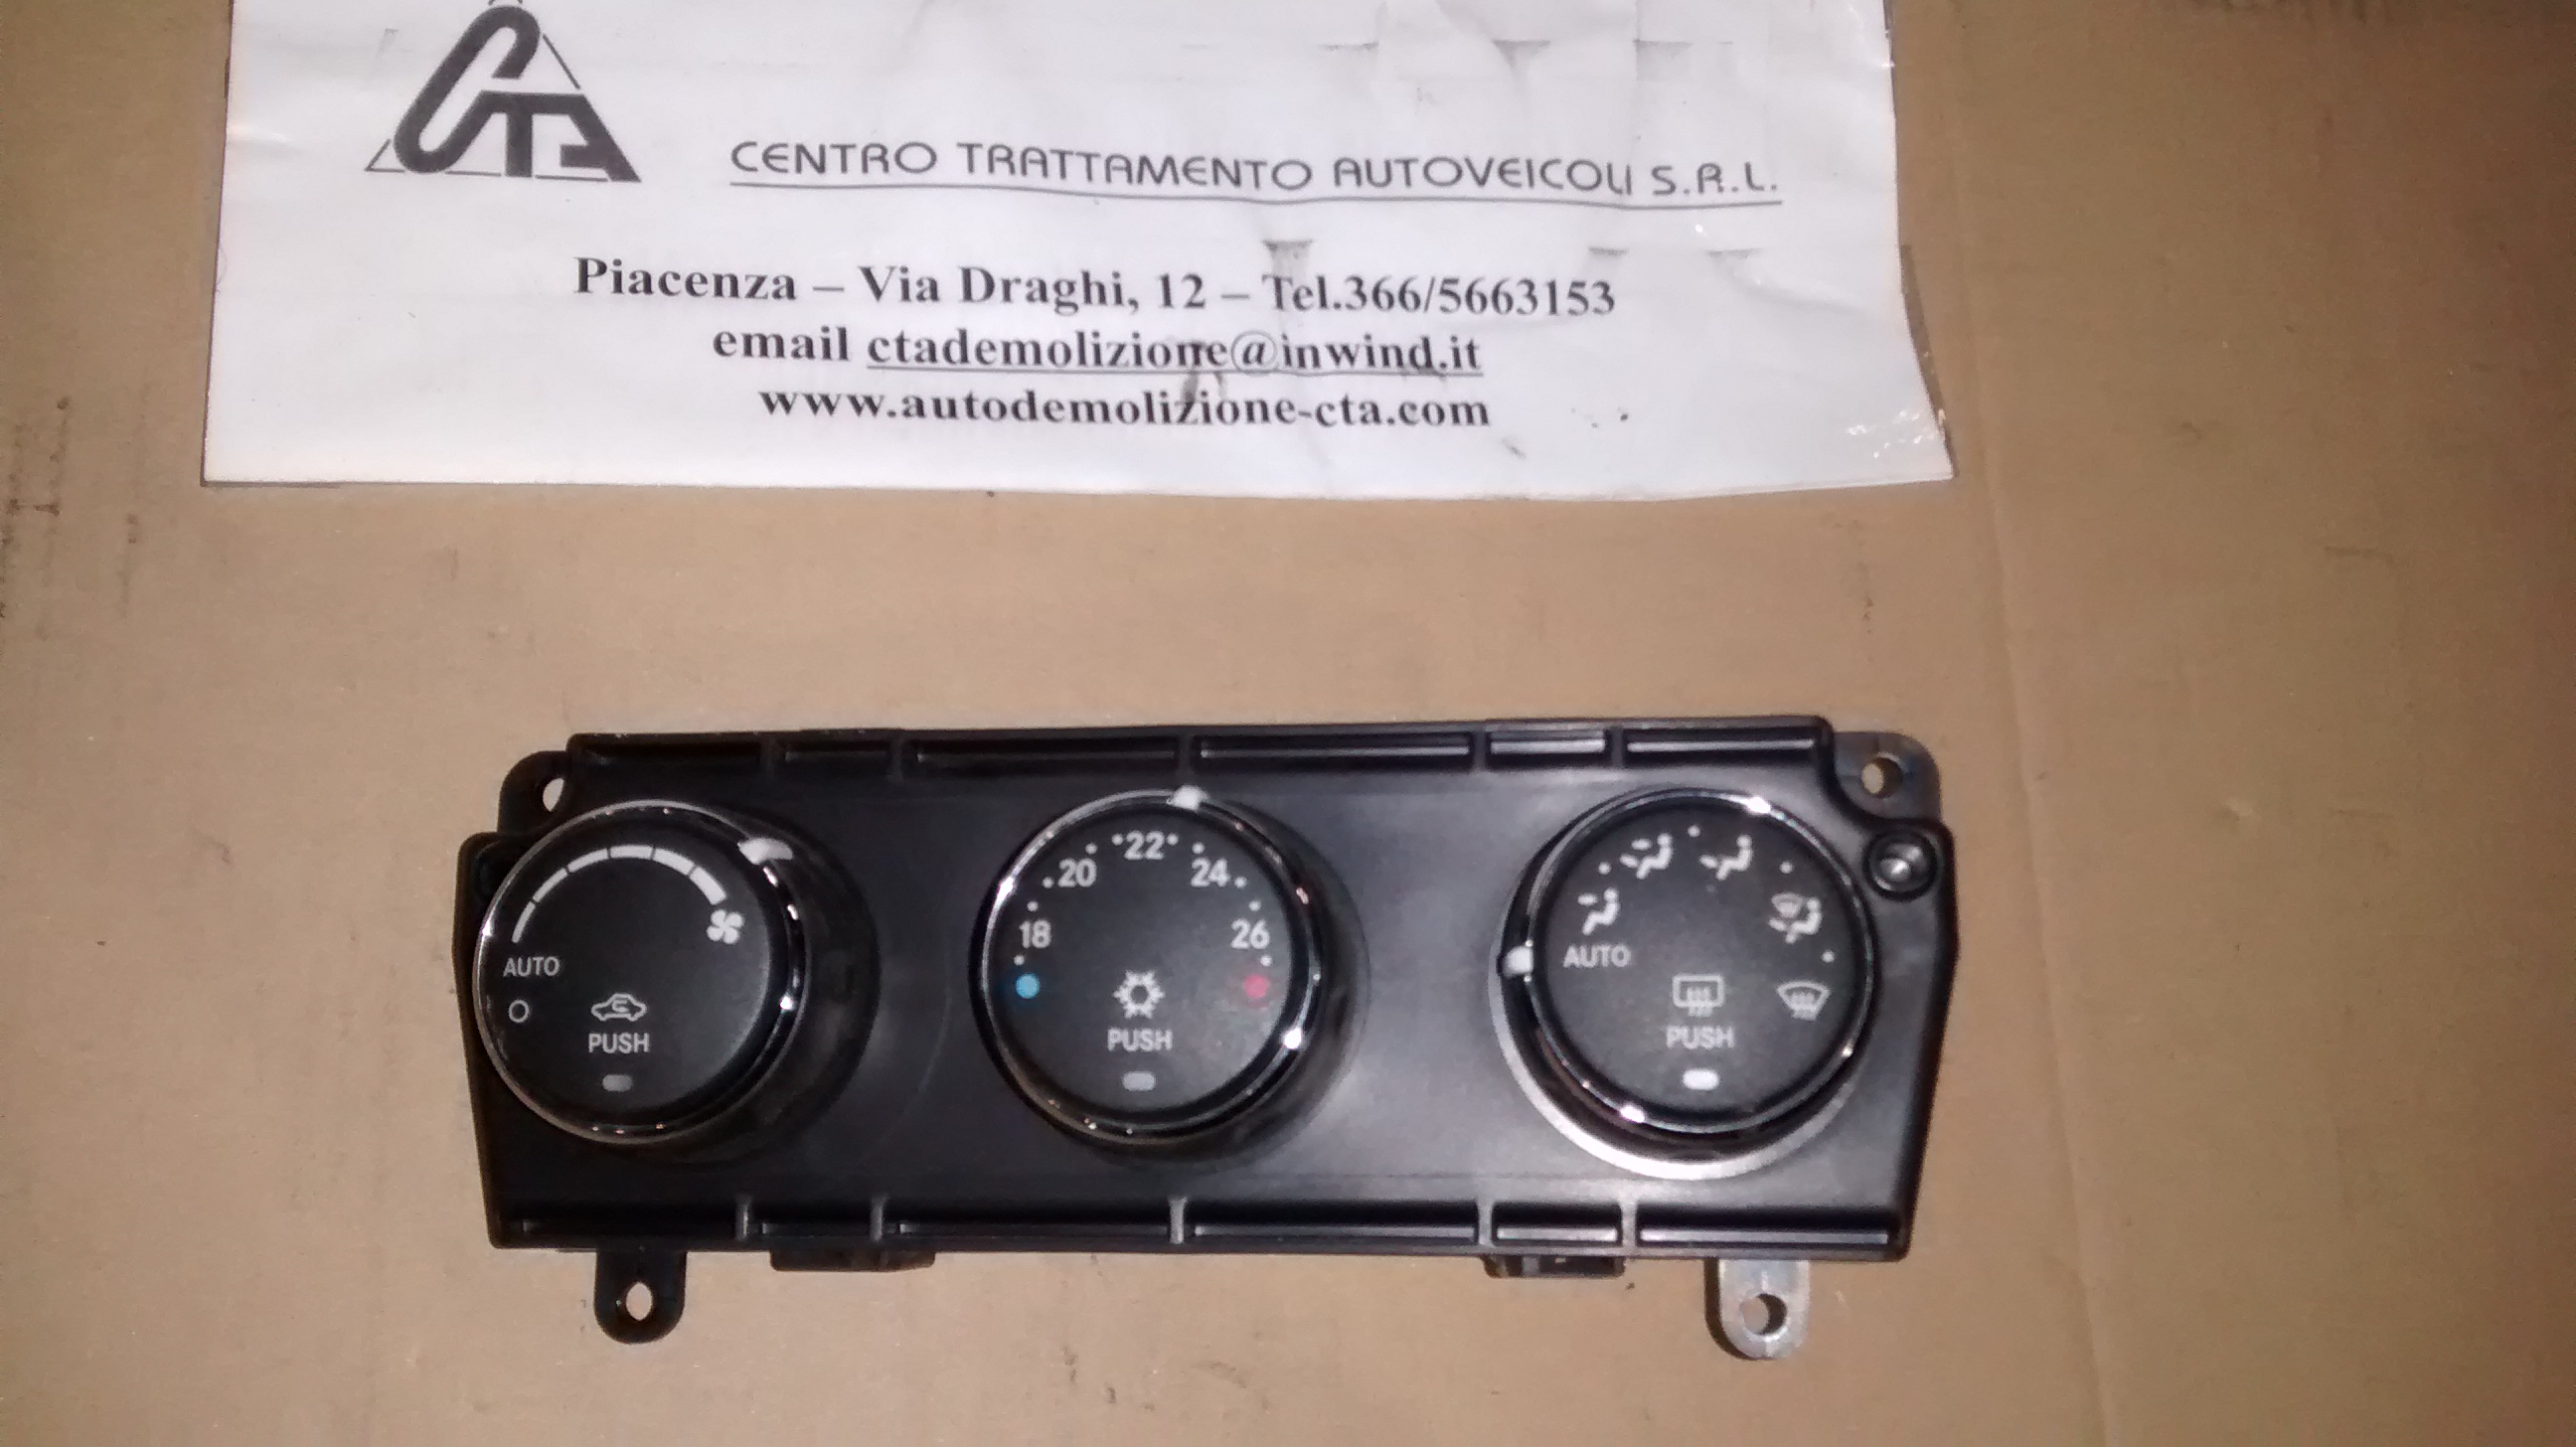 CTA
CENTRO TRATTAMENTO AUTOVEICOLI S.R.L.
Piacenza – Via Draghi, 12 – Tel.366/5663153
email ctademolizione@inwind.it
www.autodemolizione-cta.com
AUTO
O
PUSH
18 20 22 24 26
PUSH
AUTO
PUSH